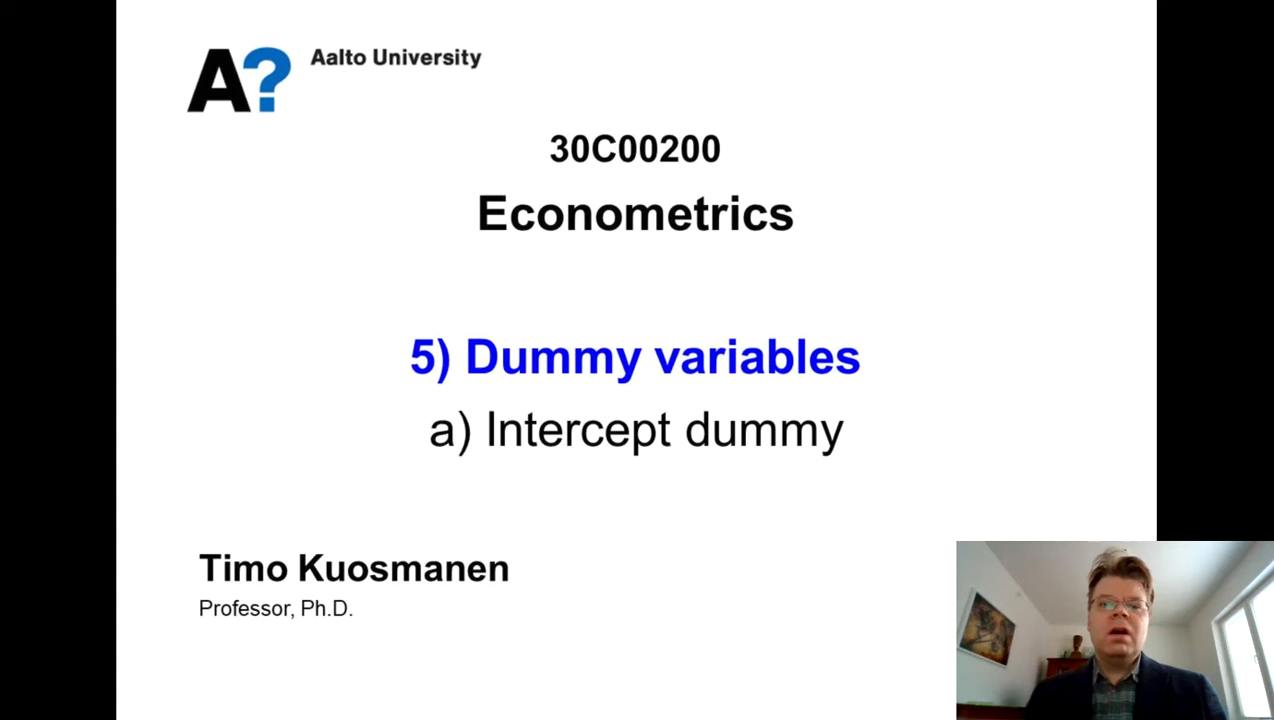 A?
Aalto University
30C00200
Econometrics
5) Dummy variables
a) Intercept dummy
Timo Kuosmanen
Professor, Ph.D.